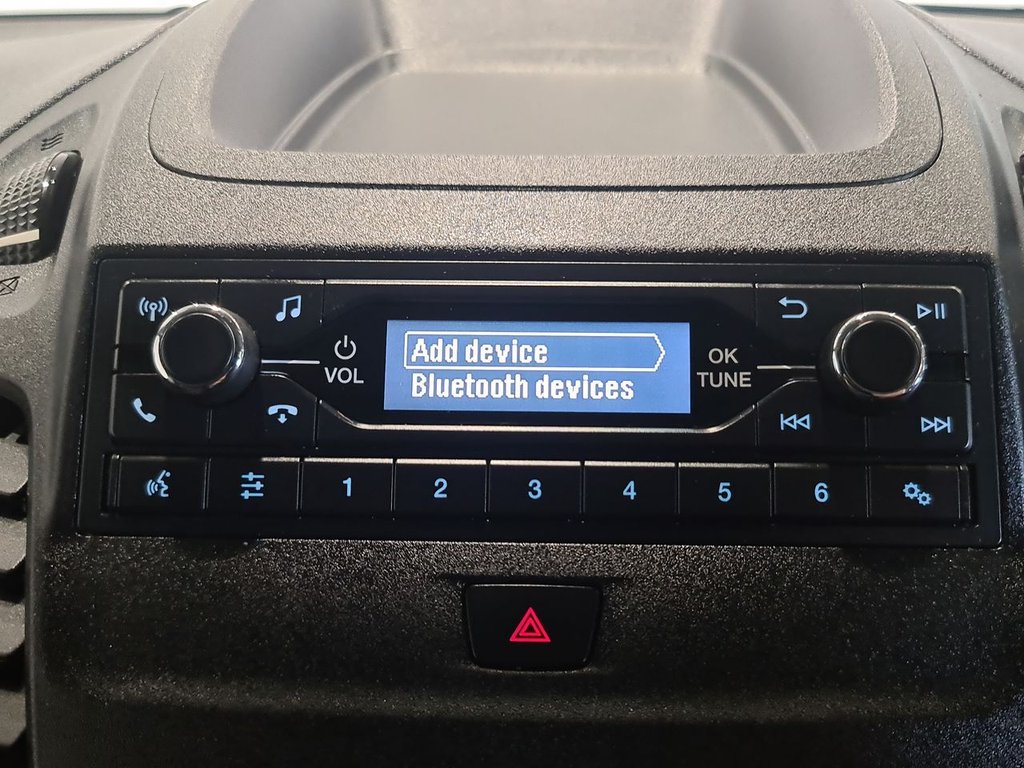 VOL
Add device
Bluetooth devices
OK
TUNE
1 2 3 4 5 6